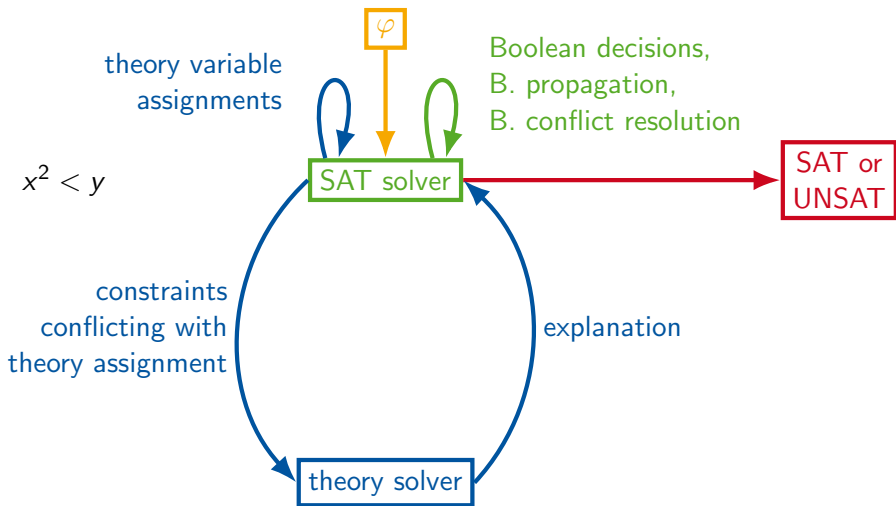 φ
theory variable
assignments
Boolean decisions,
B. propagation,
B. conflict resolution
x² < y
SAT solver
SAT or
UNSAT
constraints
conflicting with
theory assignment
explanation
theory solver